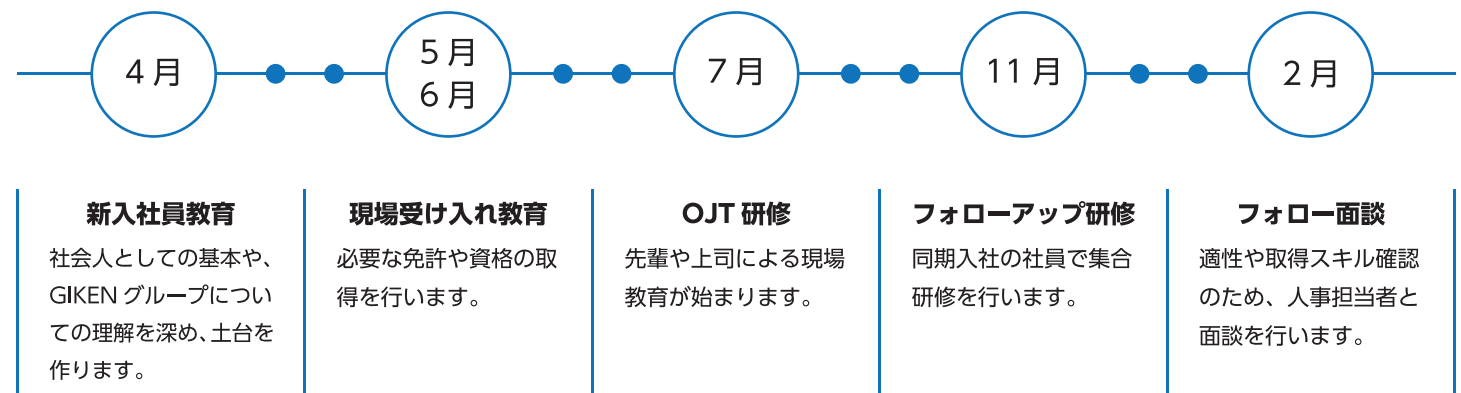 4月
5月
6月
7月
11月
2月
新入社員教育
社会人としての基本や、
GIKENグループについ
ての理解を深め、土台を
作ります。
現場受け入れ教育
必要な免許や資格の取
得を行います。
OJT研修
先輩や上司による現場
教育が始まります。
フォローアップ研修
同期入社の社員で集合
研修を行います。
フォロー面談
適性や取得スキル確認
のため、人事担当者と
面談を行います。